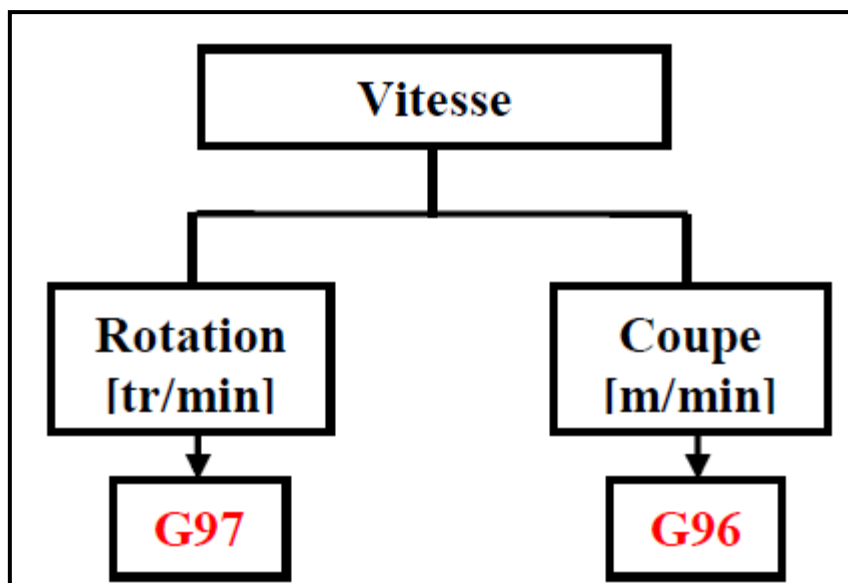 Vitesse
Rotation
[tr/min]
Coupe
[m/min]
G97
G96